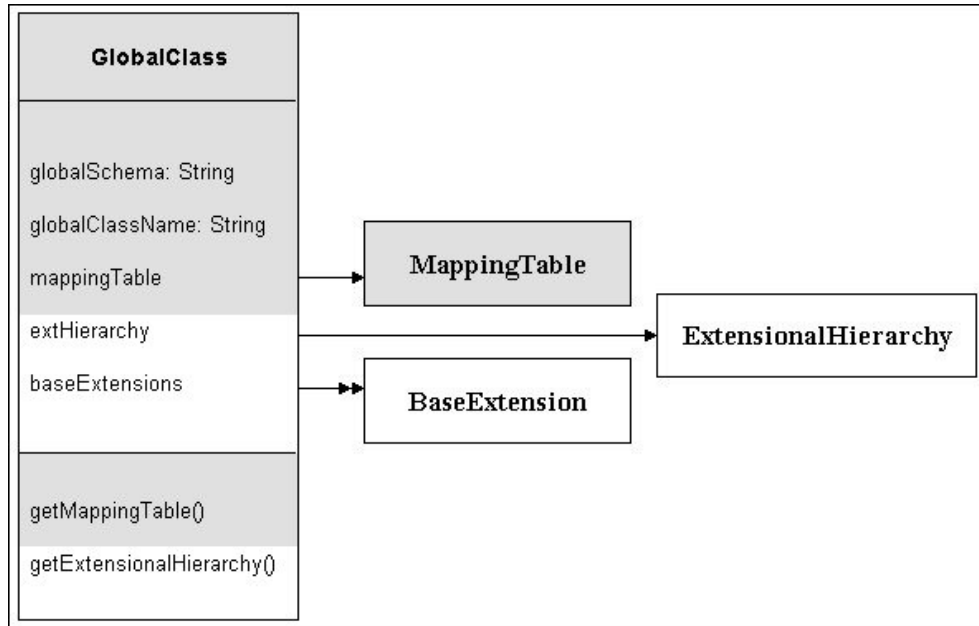 GlobalClass
globalSchema: String
globalClassName: String
mappingTable
MappingTable
extHierarchy
ExtensionalHierarchy
baseExtensions
BaseExtension
getMappingTable()
getExtensionalHierarchy()